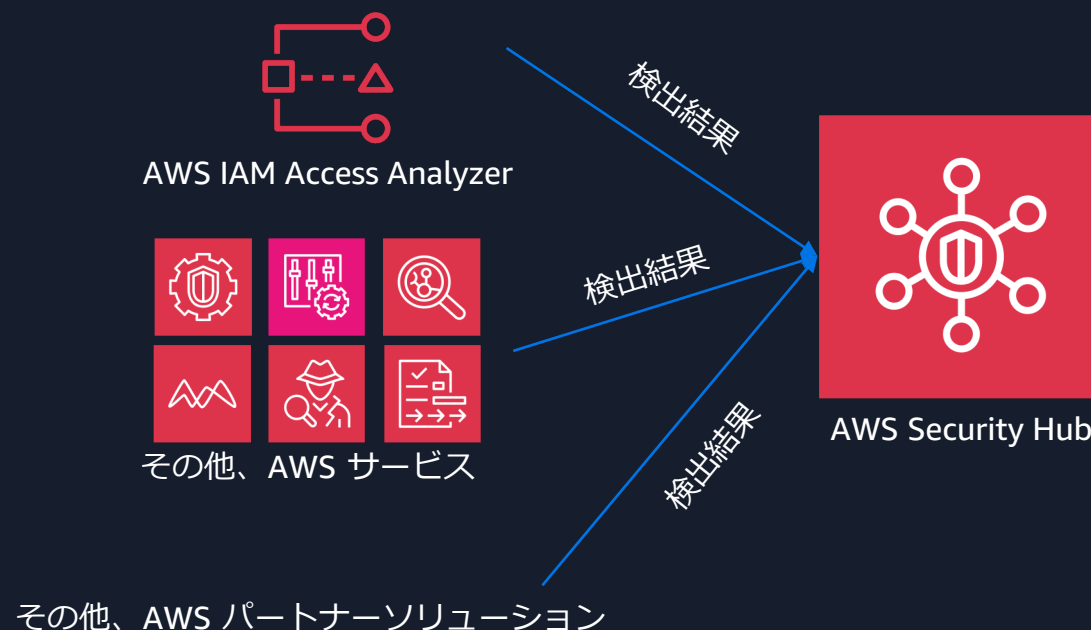 検出結果
AWS IAM Access Analyzer
検出結果
検出結果
AWS Security Hub
その他、AWS サービス
その他、AWS パートナーソリューション